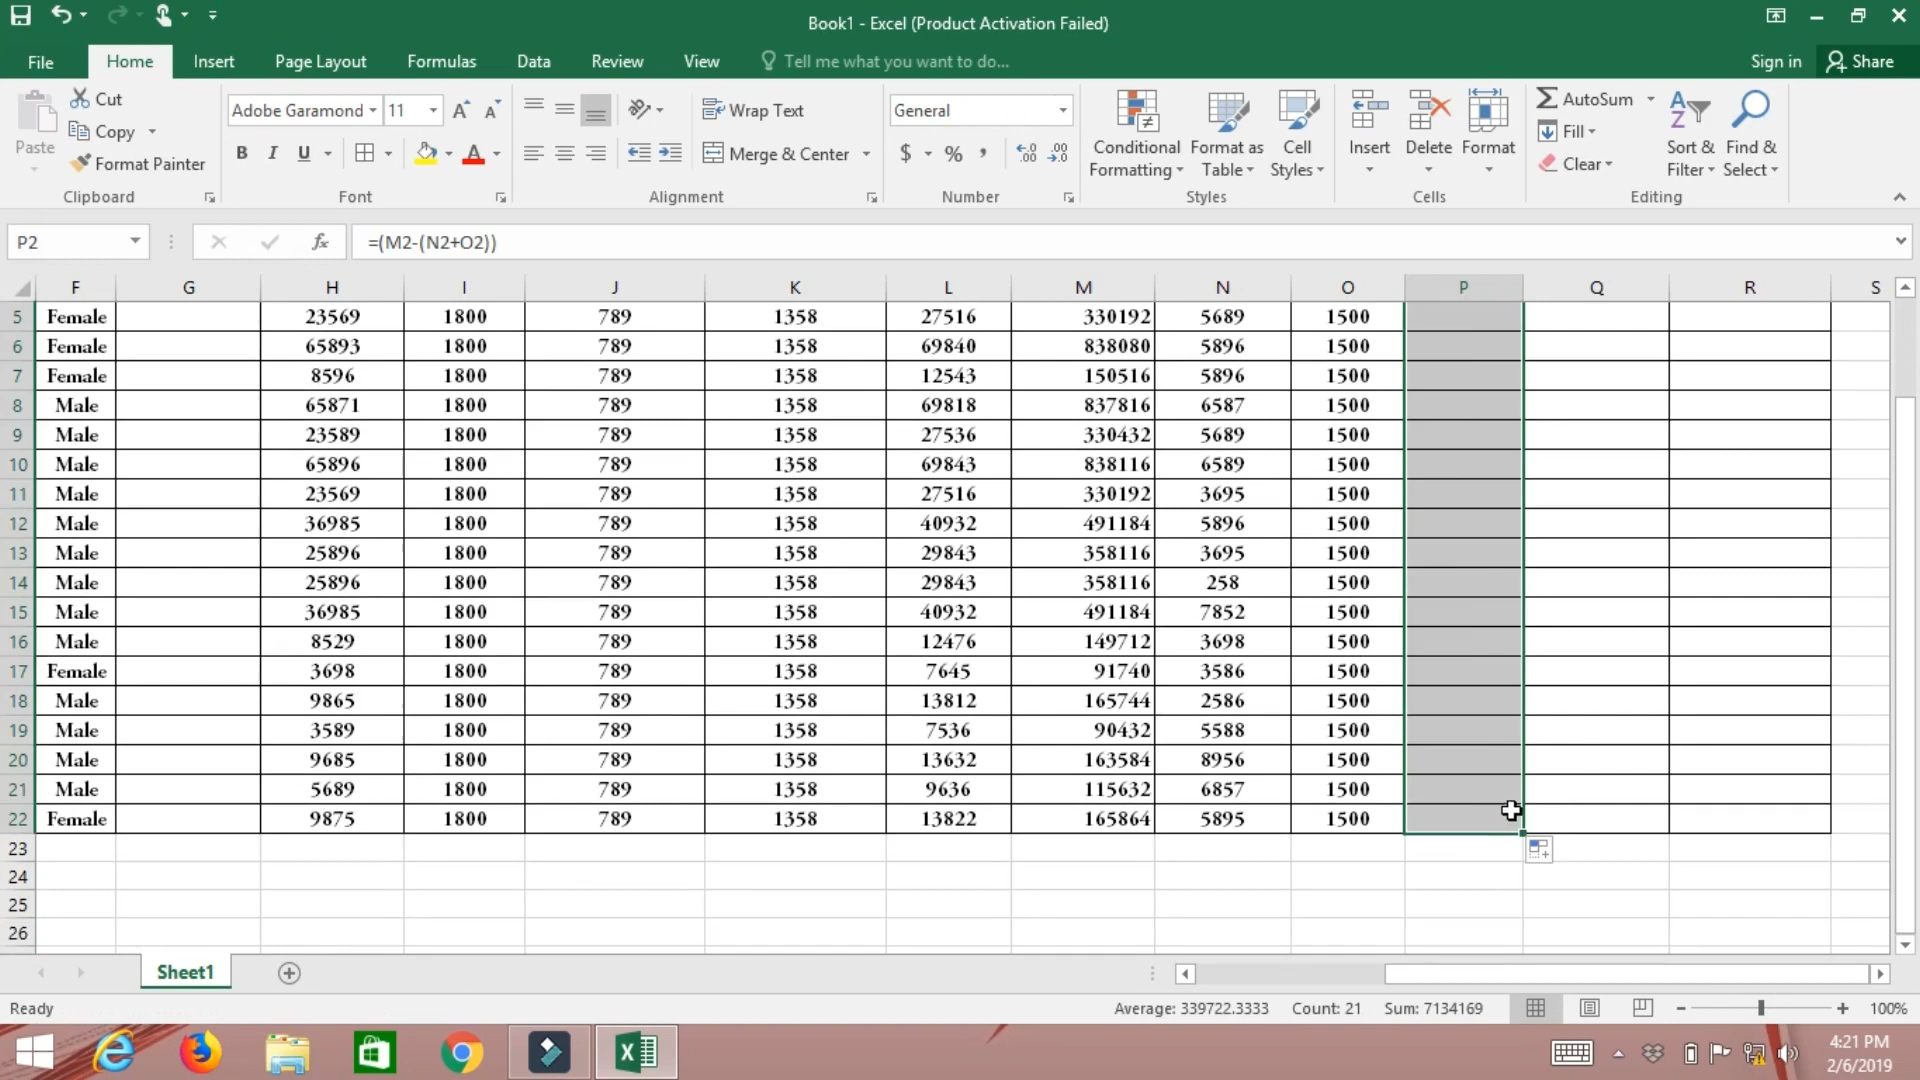 Book1 - Excel (Product Activation Failed)
File Home Insert Page Layout Formulas Data Review View Tell me what you want to do... Sign in Share
Paste Cut Copy Format Painter Clipboard
Adobe Garamond 11 B I U A Font
Wrap Text Merge & Center Alignment
General $ % , Number
Conditional Formatting Format as Table Cell Styles Styles
Insert Delete Format Cells
AutoSum Fill Clear Sort & Filter Find & Select Editing
P2 fx =(M2-(N2+O2))
F G H I J K L M N O P Q R S
5 Female 23569 1800 789 1358 27516 330192 5689 1500
6 Female 65893 1800 789 1358 69840 838080 5896 1500
7 Female 8596 1800 789 1358 12543 150516 5896 1500
8 Male 65871 1800 789 1358 69818 837816 6587 1500
9 Male 23589 1800 789 1358 27536 330432 5689 1500
10 Male 65896 1800 789 1358 69843 838116 6589 1500
11 Male 23569 1800 789 1358 27516 330192 3695 1500
12 Male 36985 1800 789 1358 40932 491184 5896 1500
13 Male 25896 1800 789 1358 29843 358116 3695 1500
14 Male 25896 1800 789 1358 29843 358116 258 1500
15 Male 36985 1800 789 1358 40932 491184 7852 1500
16 Male 8529 1800 789 1358 12476 149712 3698 1500
17 Female 3698 1800 789 1358 7645 91740 3586 1500
18 Male 9865 1800 789 1358 13812 165744 2586 1500
19 Male 3589 1800 789 1358 7536 90432 5588 1500
20 Male 9685 1800 789 1358 13632 163584 8956 1500
21 Male 5689 1800 789 1358 9636 115632 6857 1500
22 Female 9875 1800 789 1358 13822 165864 5895 1500
23
24
25
26
Sheet1
Ready Average: 339722.3333 Count: 21 Sum: 7134169 100%
4:21 PM
2/6/2019